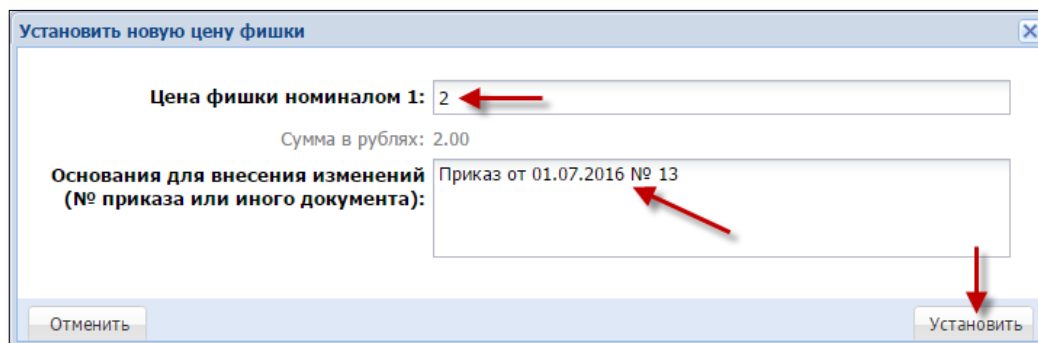 Установить новую цену фишки
Цена фишки номиналом 1: 2
Сумма в рублях: 2.00
Основания для внесения изменений Приказ от 01.07.2016 № 13
(№ приказа или иного документа):
Отменить Установить